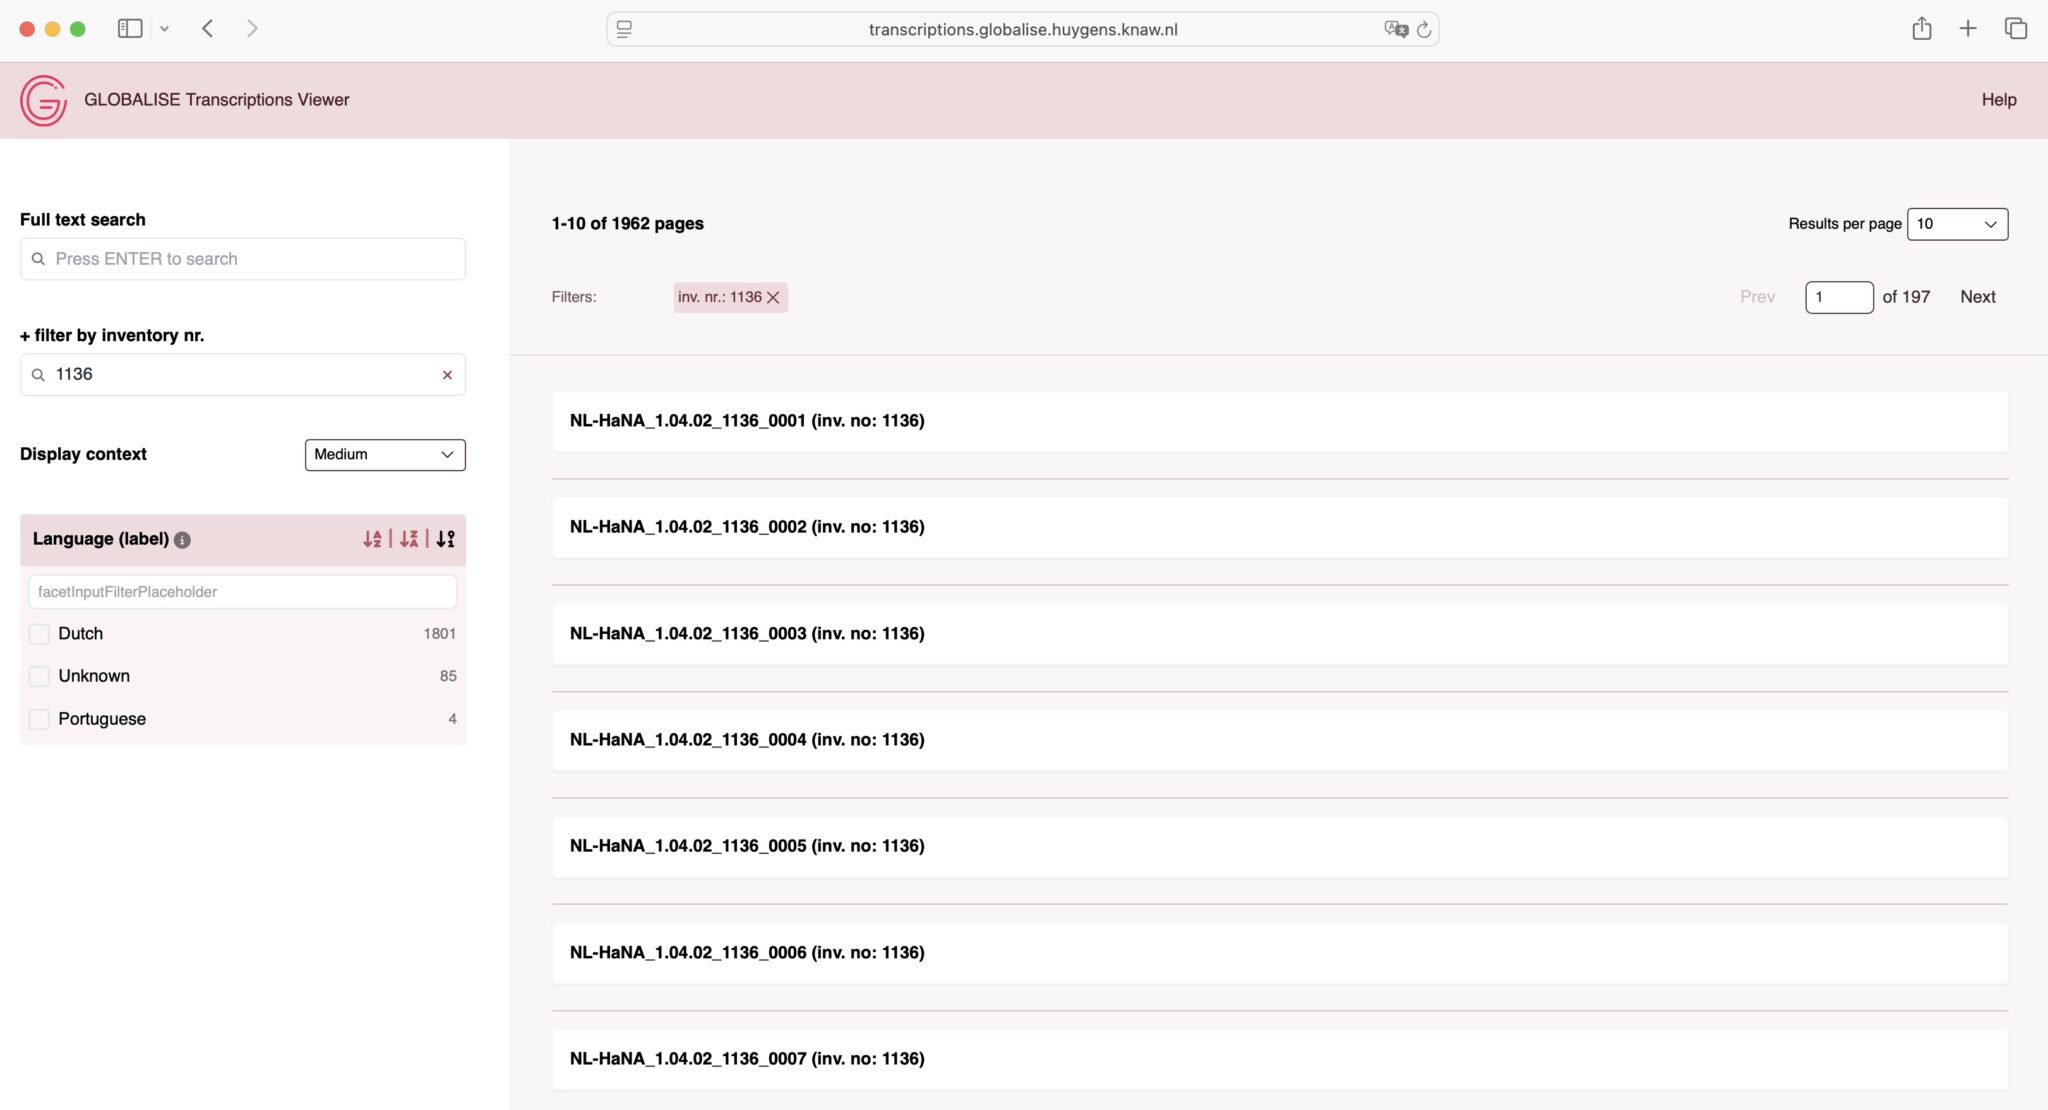 transcriptions.globalise.huygens.knaw.nl
GLOBALISE Transcriptions Viewer
Help
Full text search
Press ENTER to search
+ filter by inventory nr.
1136
Display context
Medium
Language (label)
facetInputFilterPlaceholder
Dutch 1801
Unknown 85
Portuguese 4
1-10 of 1962 pages
Results per page 10
Filters: inv. nr.: 1136
Prev 1 of 197 Next
NL-HaNA_1.04.02_1136_0001 (inv. no: 1136)
NL-HaNA_1.04.02_1136_0002 (inv. no: 1136)
NL-HaNA_1.04.02_1136_0003 (inv. no: 1136)
NL-HaNA_1.04.02_1136_0004 (inv. no: 1136)
NL-HaNA_1.04.02_1136_0005 (inv. no: 1136)
NL-HaNA_1.04.02_1136_0006 (inv. no: 1136)
NL-HaNA_1.04.02_1136_0007 (inv. no: 1136)